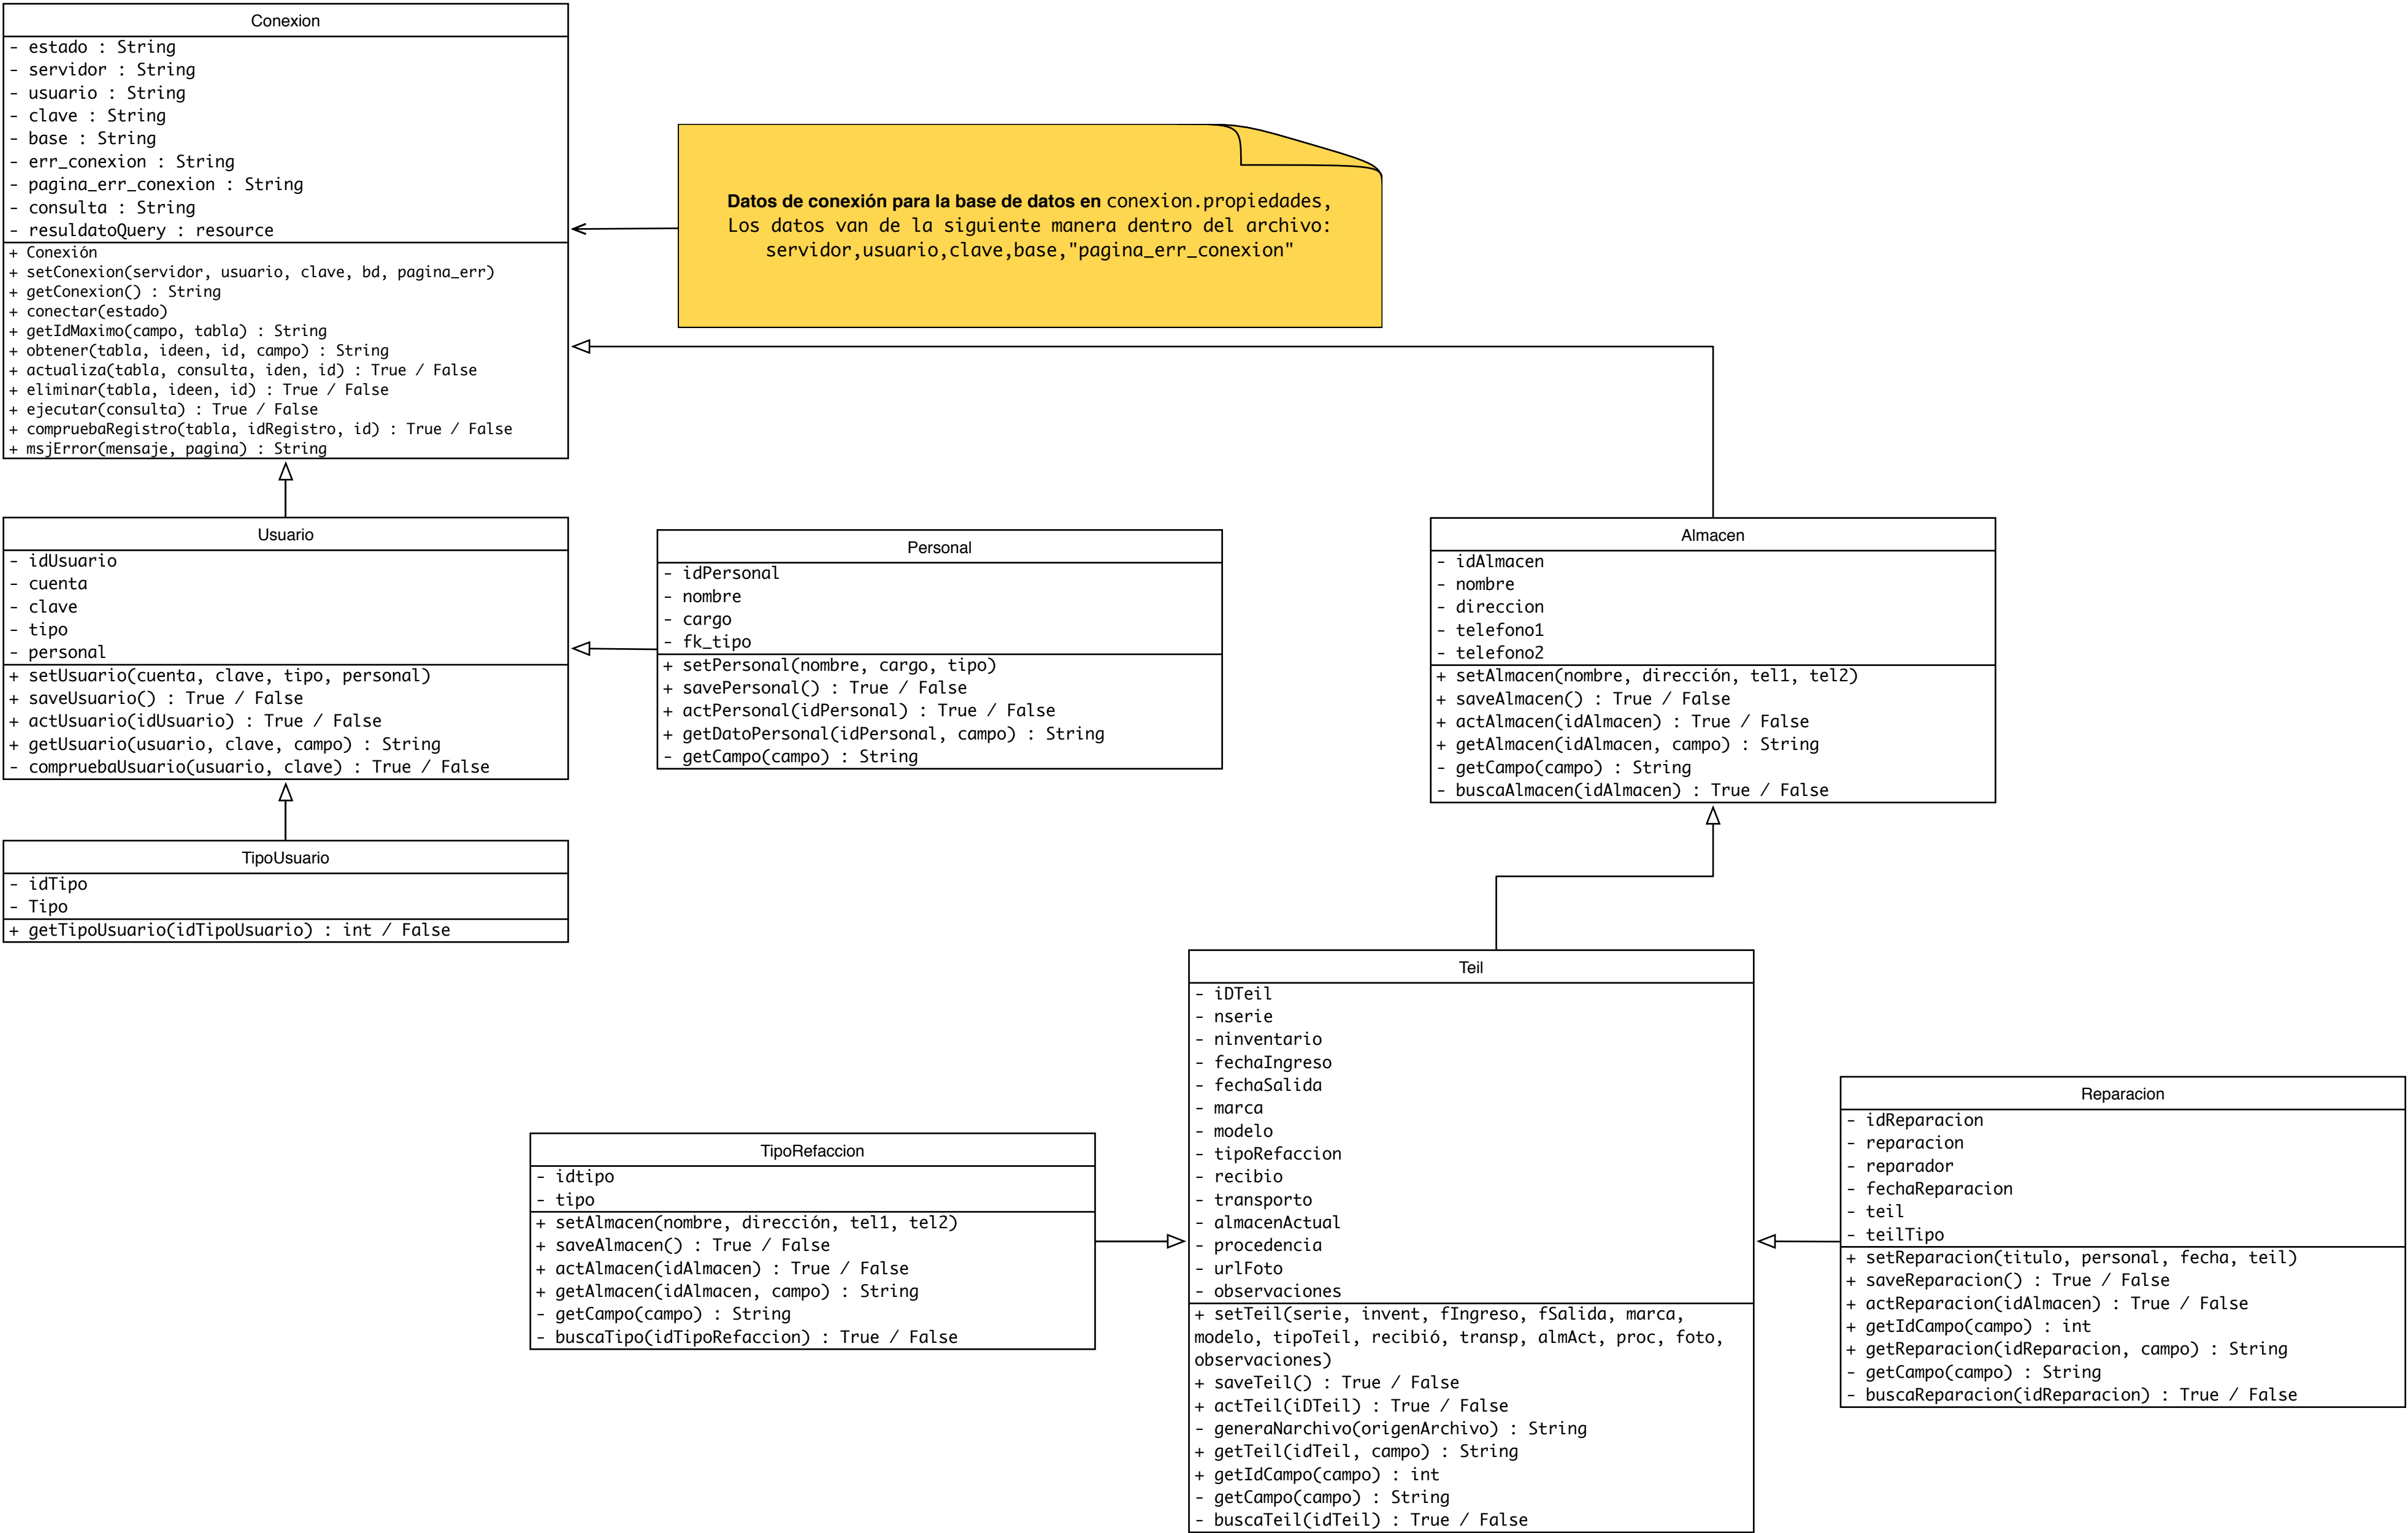 Conexion
- estado : String
- servidor : String
- usuario : String
- clave : String
- base : String
- err_conexion : String
- pagina_err_conexion : String
- consulta : String
- resuldatoQuery : resource
+ Conexión
+ setConexion(servidor, usuario, clave, bd, pagina_err)
+ getConexion() : String
+ conectar(estado)
+ getIdMaximo(campo, tabla) : String
+ obtener(tabla, ideen, id, campo) : String
+ actualiza(tabla, consulta, iden, id) : True / False
+ eliminar(tabla, ideen, id) : True / False
+ ejecutar(consulta) : True / False
+ compruebaRegistro(tabla, idRegistro, id) : True / False
+ msjError(mensaje, pagina) : String
Datos de conexión para la base de datos en conexion.propiedades,
Los datos van de la siguiente manera dentro del archivo:
servidor,usuario,clave,base,"pagina_err_conexion"
Usuario
- idUsuario
- cuenta
- clave
- tipo
- personal
+ setUsuario(cuenta, clave, tipo, personal)
+ saveUsuario() : True / False
+ actUsuario(idUsuario) : True / False
+ getUsuario(usuario, clave, campo) : String
- compruebaUsuario(usuario, clave) : True / False
Personal
- idPersonal
- nombre
- cargo
- fk_tipo
+ setPersonal(nombre, cargo, tipo)
+ savePersonal() : True / False
+ actPersonal(idPersonal) : True / False
+ getDatoPersonal(idPersonal, campo) : String
- getCampo(campo) : String
Almacen
- idAlmacen
- nombre
- direccion
- telefono1
- telefono2
+ setAlmacen(nombre, dirección, tel1, tel2)
+ saveAlmacen() : True / False
+ actAlmacen(idAlmacen) : True / False
+ getAlmacen(idAlmacen, campo) : String
- getCampo(campo) : String
- buscaAlmacen(idAlmacen) : True / False
TipoUsuario
- idTipo
- Tipo
+ getTipoUsuario(idTipoUsuario) : int / False
Teil
- iDTeil
- nserie
- ninventario
- fechaIngreso
- fechaSalida
- marca
- modelo
- tipoRefaccion
- recibio
- transporto
- almacenActual
- procedencia
- urlFoto
- observaciones
+ setTeil(serie, invent, fIngreso, fSalida, marca,
modelo, tipoTeil, recibió, transp, almAct, proc, foto,
observaciones)
+ saveTeil() : True / False
+ actTeil(iDTeil) : True / False
- generaNarchivo(origenArchivo) : String
+ getTeil(idTeil, campo) : String
+ getIdCampo(campo) : int
- getCampo(campo) : String
- buscaTeil(idTeil) : True / False
TipoRefaccion
- idtipo
- tipo
+ setAlmacen(nombre, dirección, tel1, tel2)
+ saveAlmacen() : True / False
+ actAlmacen(idAlmacen) : True / False
+ getAlmacen(idAlmacen, campo) : String
- getCampo(campo) : String
- buscaTipo(idTipoRefaccion) : True / False
Reparacion
- idReparacion
- reparacion
- reparador
- fechaReparacion
- teil
- teilTipo
+ setReparacion(titulo, personal, fecha, teil)
+ saveReparacion() : True / False
+ actReparacion(idAlmacen) : True / False
+ getIdCampo(campo) : int
+ getReparacion(idReparacion, campo) : String
- getCampo(campo) : String
- buscaReparacion(idReparacion) : True / False